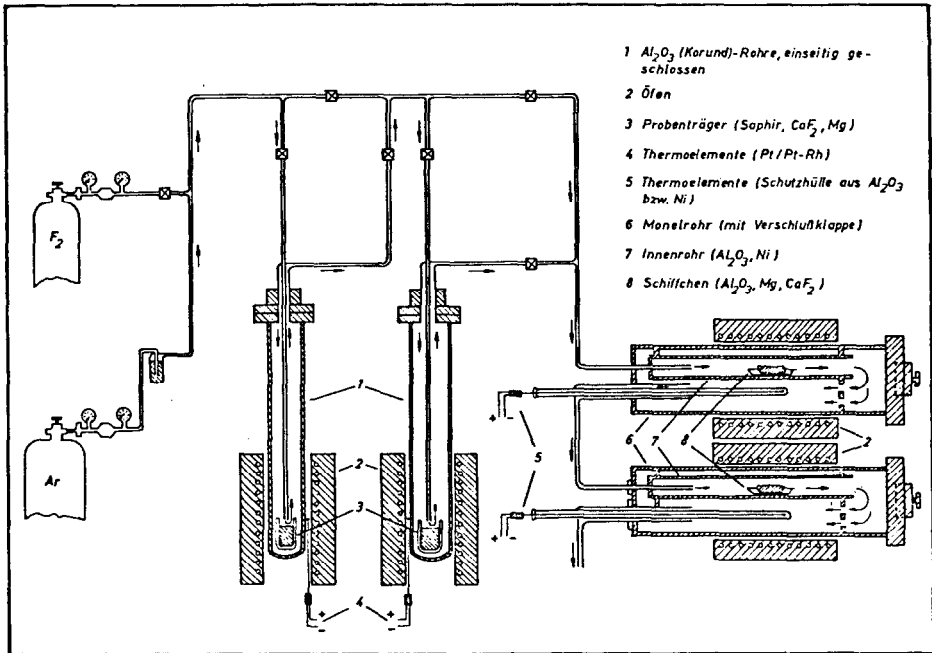 1 Al₂O₃ (Korund)-Rohre, einseitig ge-
schlossen
2 Öfen
3 Probenträger (Saphir, CaF₂, Mg)
4 Thermoelemente (Pt/Pt-Rh)
5 Thermoelemente (Schutzhülle aus Al₂O₃
bzw. Ni)
6 Monelrohr (mit Verschlußklappe)
7 Innenrohr (Al₂O₃, Ni)
8 Schiffchen (Al₂O₃, Mg, CaF₂)
F₂
Ar
1
2
3
4
+
-
+
-
5
+
-
+
-
6 7 8 2